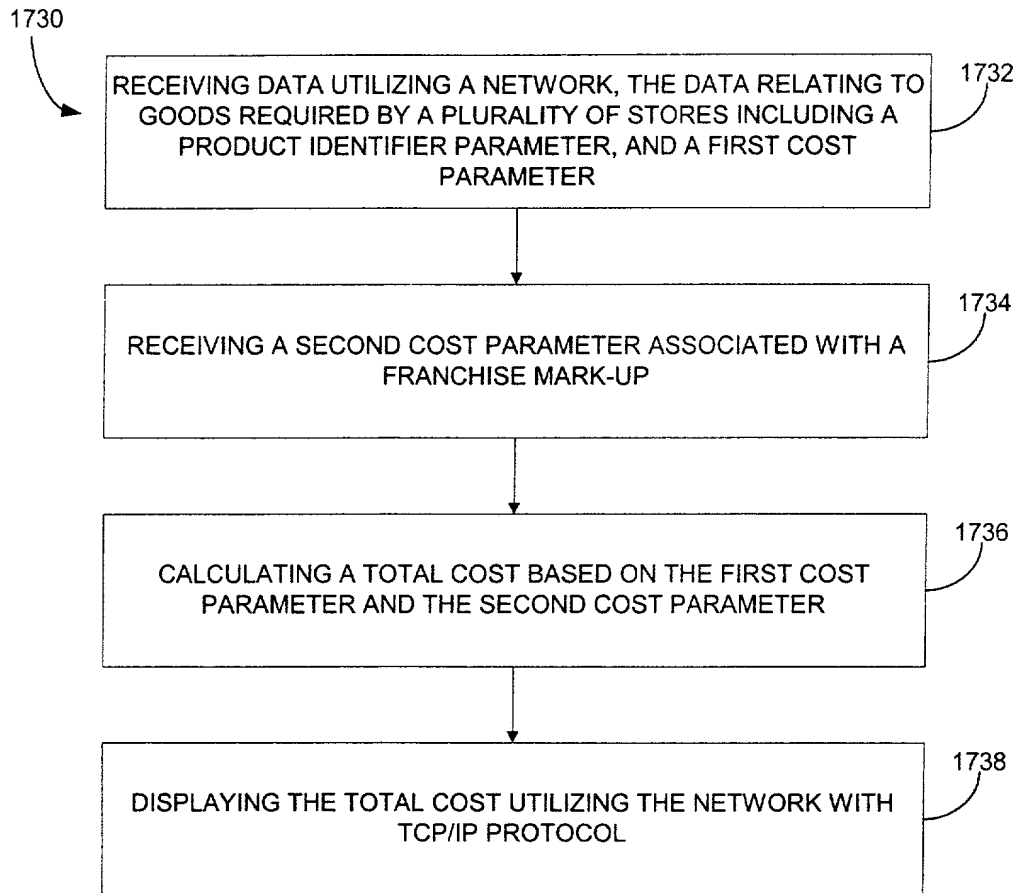 1730
RECEIVING DATA UTILIZING A NETWORK, THE DATA RELATING TO
GOODS REQUIRED BY A PLURALITY OF STORES INCLUDING A
PRODUCT IDENTIFIER PARAMETER, AND A FIRST COST
PARAMETER
1732
RECEIVING A SECOND COST PARAMETER ASSOCIATED WITH A
FRANCHISE MARK-UP
1734
CALCULATING A TOTAL COST BASED ON THE FIRST COST
PARAMETER AND THE SECOND COST PARAMETER
1736
DISPLAYING THE TOTAL COST UTILIZING THE NETWORK WITH
TCP/IP PROTOCOL
1738